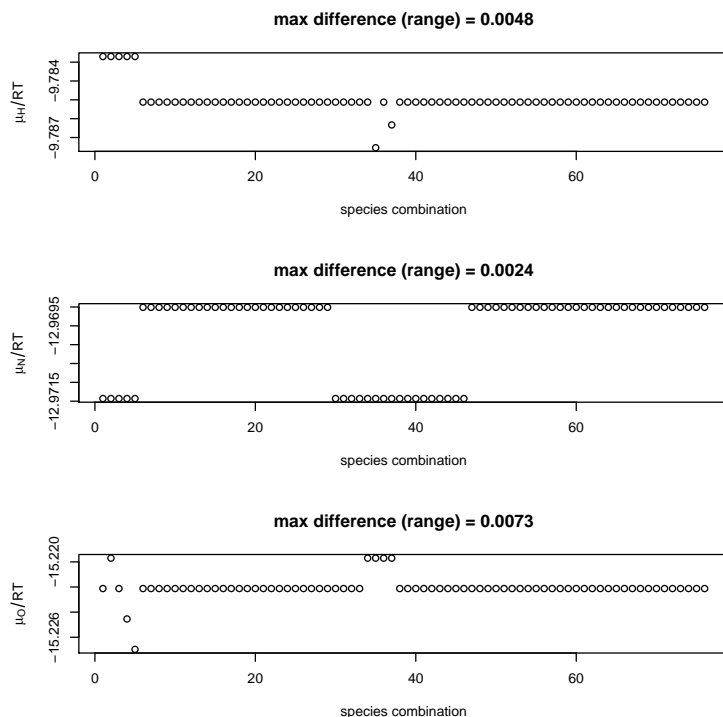 max difference (range) = 0.0048
μH/RT
−9.784
−9.787
0
20
40
60
species combination
max difference (range) = 0.0024
μN/RT
−12.9695
−12.9715
0
20
40
60
species combination
max difference (range) = 0.0073
μO/RT
−15.220
−15.226
0
20
40
60
species combination